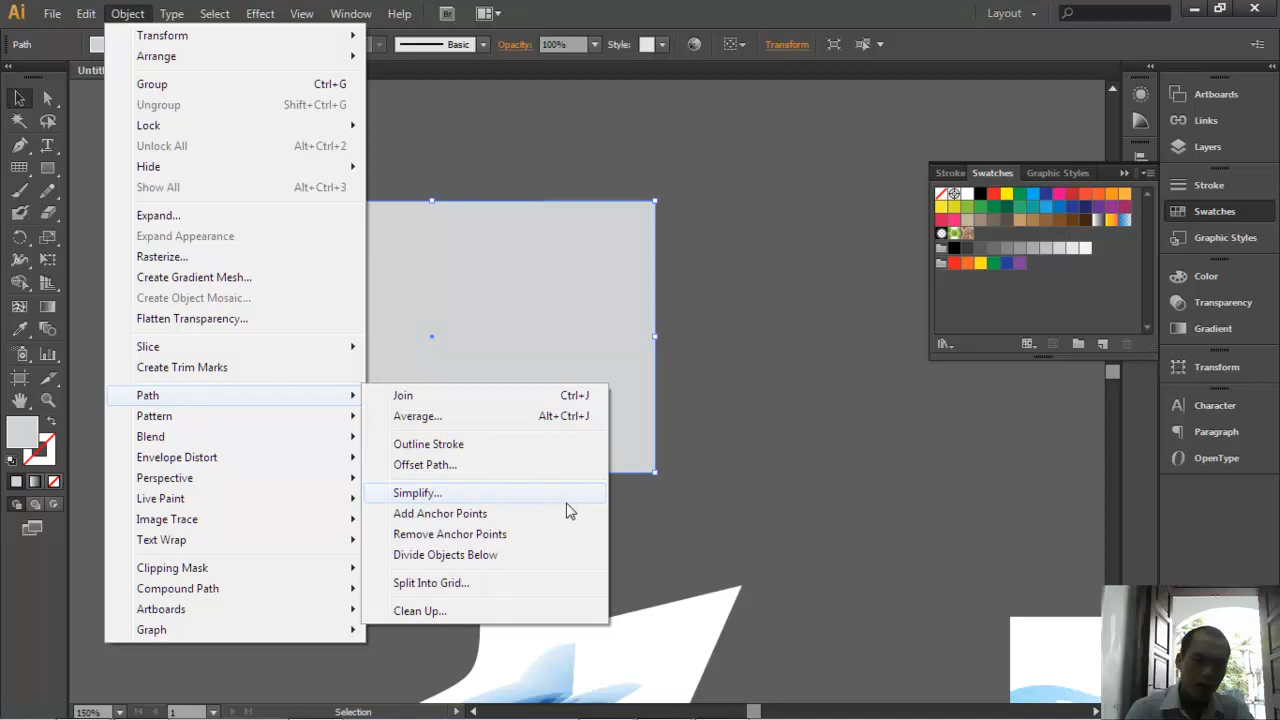 Ai File Edit Object Type Select Effect View Window Help Br Layout
Path Basic Opacity: 100% Style: Transform
Transform
Arrange
Group Ctrl+G
Ungroup Shift+Ctrl+G
Lock
Unlock All Alt+Ctrl+2
Hide
Show All Alt+Ctrl+3
Expand...
Expand Appearance
Rasterize...
Create Gradient Mesh...
Create Object Mosaic...
Flatten Transparency...
Slice
Create Trim Marks
Path
Pattern
Blend
Envelope Distort
Perspective
Live Paint
Image Trace
Text Wrap
Clipping Mask
Compound Path
Artboards
Graph
Join Ctrl+J
Average... Alt+Ctrl+J
Outline Stroke
Offset Path...
Simplify...
Add Anchor Points
Remove Anchor Points
Divide Objects Below
Split Into Grid...
Clean Up...
Stroke Swatches Graphic Styles
Artboards
Links
Layers
Stroke
Swatches
Graphic Styles
Color
Transparency
Gradient
Transform
Character
Paragraph
OpenType
150% 1 Selection